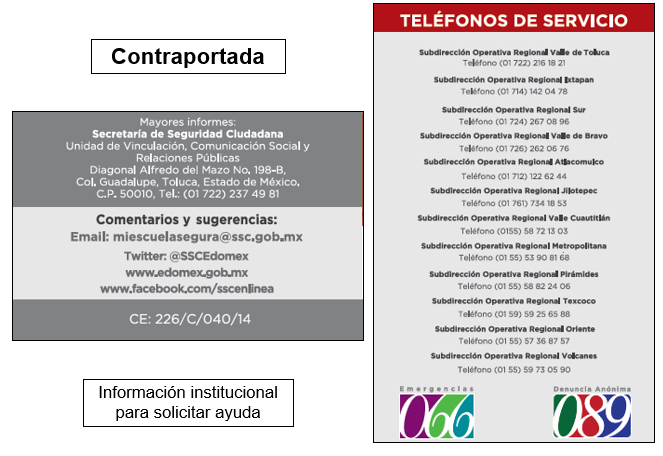 Contraportada
Mayores informes:
Secretaría de Seguridad Ciudadana
Unidad de Vinculación, Comunicación Social y
Relaciones Públicas
Diagonal Alfredo del Mazo No. 198-B,
Col. Guadalupe, Toluca, Estado de México.
C.P. 50010, Tel.: (01 722) 237 49 81
Comentarios y sugerencias:
Email: miescuelasegura@ssc.gob.mx
Twitter: @SSCEdomex
www.edomex.gob.mx
www.facebook.com/sscenlinea
CE: 226/C/040/14
Información institucional
para solicitar ayuda
TELÉFONOS DE SERVICIO
Subdirección Operativa Regional Valle de Toluca
Teléfono (01 722) 216 18 21
Subdirección Operativa Regional Ixtapan
Teléfono (01 714) 142 04 78
Subdirección Operativa Regional Sur
Teléfono (01 724) 267 08 96
Subdirección Operativa Regional Valle de Bravo
Teléfono (01 726) 262 06 76
Subdirección Operativa Regional Atlacomulco
Teléfono (01 712) 122 62 44
Subdirección Operativa Regional Jilotepec
Teléfono (01 761) 734 18 53
Subdirección Operativa Regional Valle Cuautitlán
Teléfono (0155) 58 72 13 03
Subdirección Operativa Regional Metropolitana
Teléfono (01 55) 53 90 81 68
Subdirección Operativa Regional Pirámides
Teléfono (01 55) 58 82 24 06
Subdirección Operativa Regional Texcoco
Teléfono (01 59) 59 25 65 88
Subdirección Operativa Regional Oriente
Teléfono (01 55) 57 36 87 57
Subdirección Operativa Regional Volcanes
Teléfono (01 55) 59 73 05 90
Emergencias
066
Denuncia Anónima
089